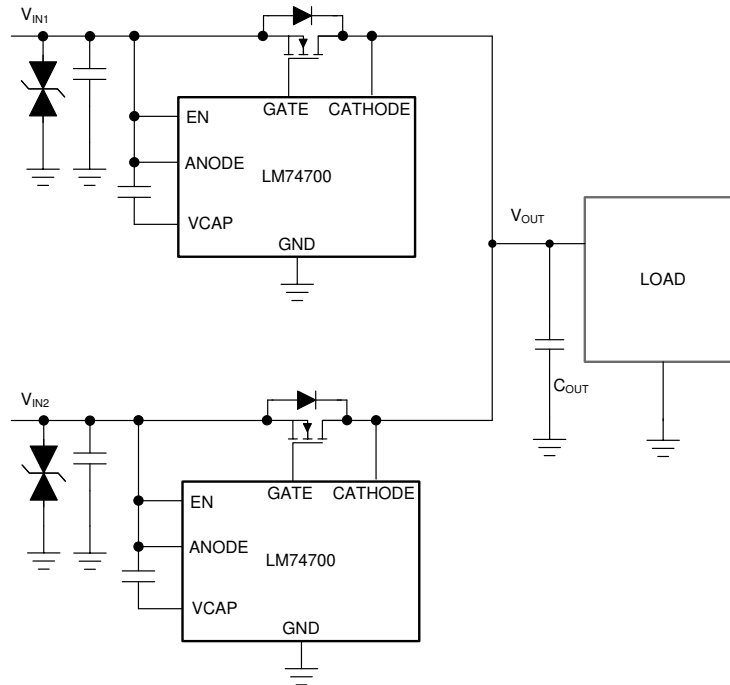 VIN1
GATE CATHODE
EN
ANODE
LM74700
VCAP
GND
VOUT
LOAD
COUT
VIN2
GATE CATHODE
EN
ANODE
LM74700
VCAP
GND